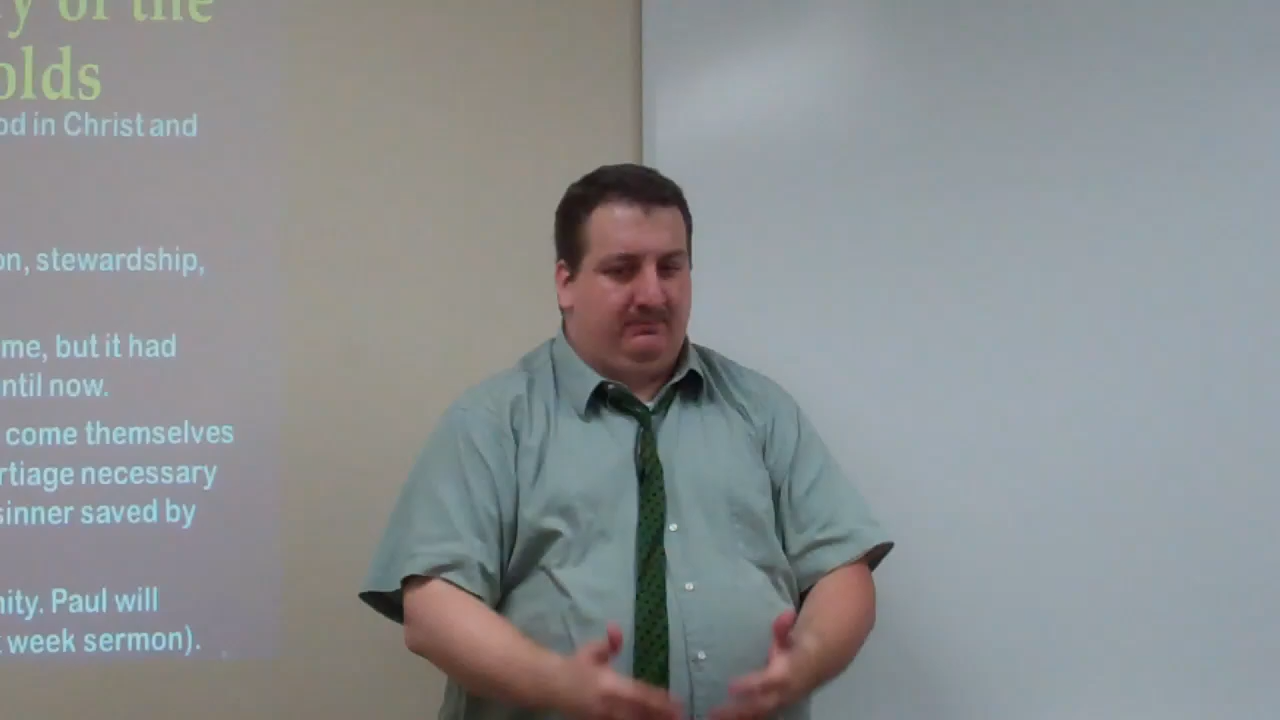 y of the
olds
od in Christ and
on, stewardship,
me, but it had
ntil now.
come themselves
rtiage necessary
sinner saved by
nity. Paul will
week sermon).